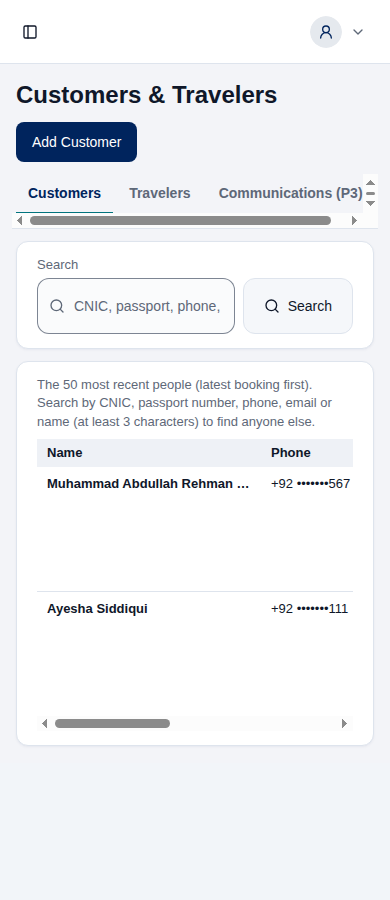 Customers & Travelers
Add Customer
Customers Travelers Communications (P3)
Search
CNIC, passport, phone,
Search
The 50 most recent people (latest booking first).
Search by CNIC, passport number, phone, email or
name (at least 3 characters) to find anyone else.
Name Phone
Muhammad Abdullah Rehman … +92 •••••••567
Ayesha Siddiqui +92 •••••••111